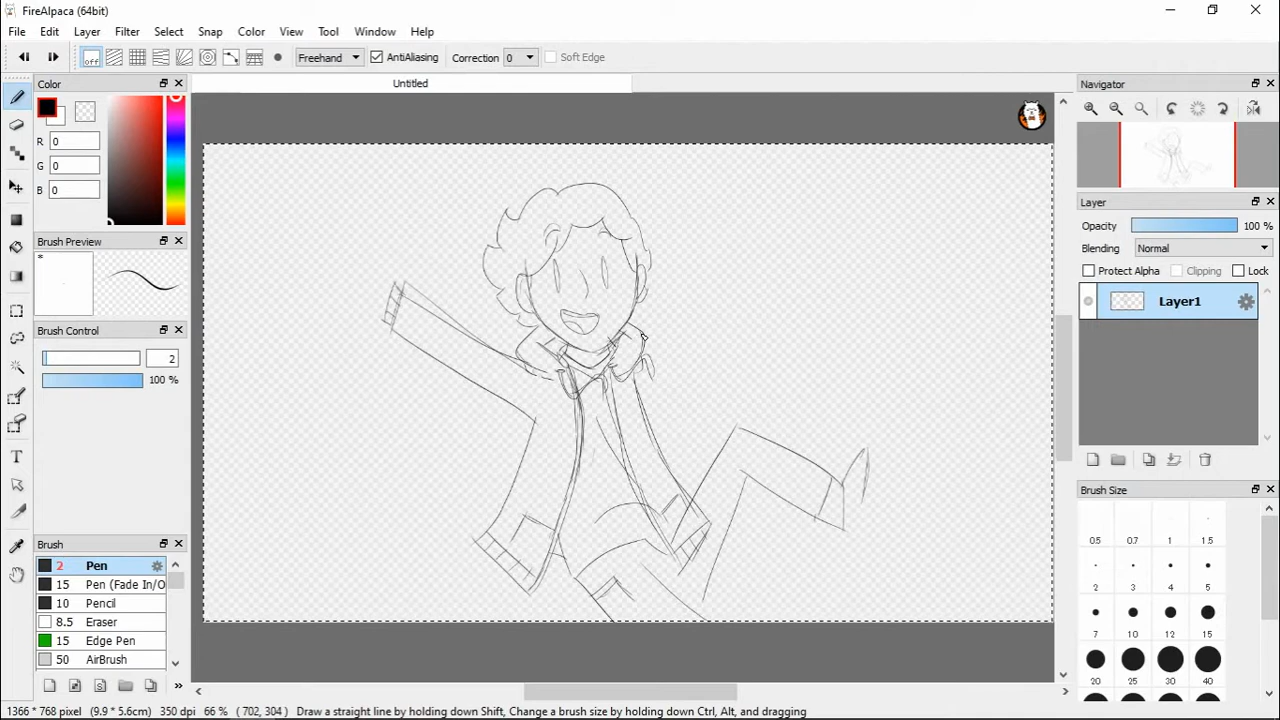 FireAlpaca (64bit)
File Edit Layer Filter Select Snap Color View Tool Window Help
off Freehand AntiAliasing Correction 0 Soft Edge
Color
Untitled
Navigator
R 0
G 0
B 0
Layer
Opacity 100 %
Blending Normal
Protect Alpha Clipping Lock
Layer1
Brush Preview
*
Brush Control
2
100 %
Brush
2 Pen
15 Pen (Fade In/O
10 Pencil
8.5 Eraser
15 Edge Pen
50 AirBrush
Brush Size
0.5 0.7 1 1.5
2 3 4 5
7 10 12 15
20 25 30 40
T
1366 * 768 pixel (9.9 * 5.6cm) 350 dpi 66 % ( 702, 304) Draw a straight line by holding down Shift, Change a brush size by holding down Ctrl, Alt, and dragging